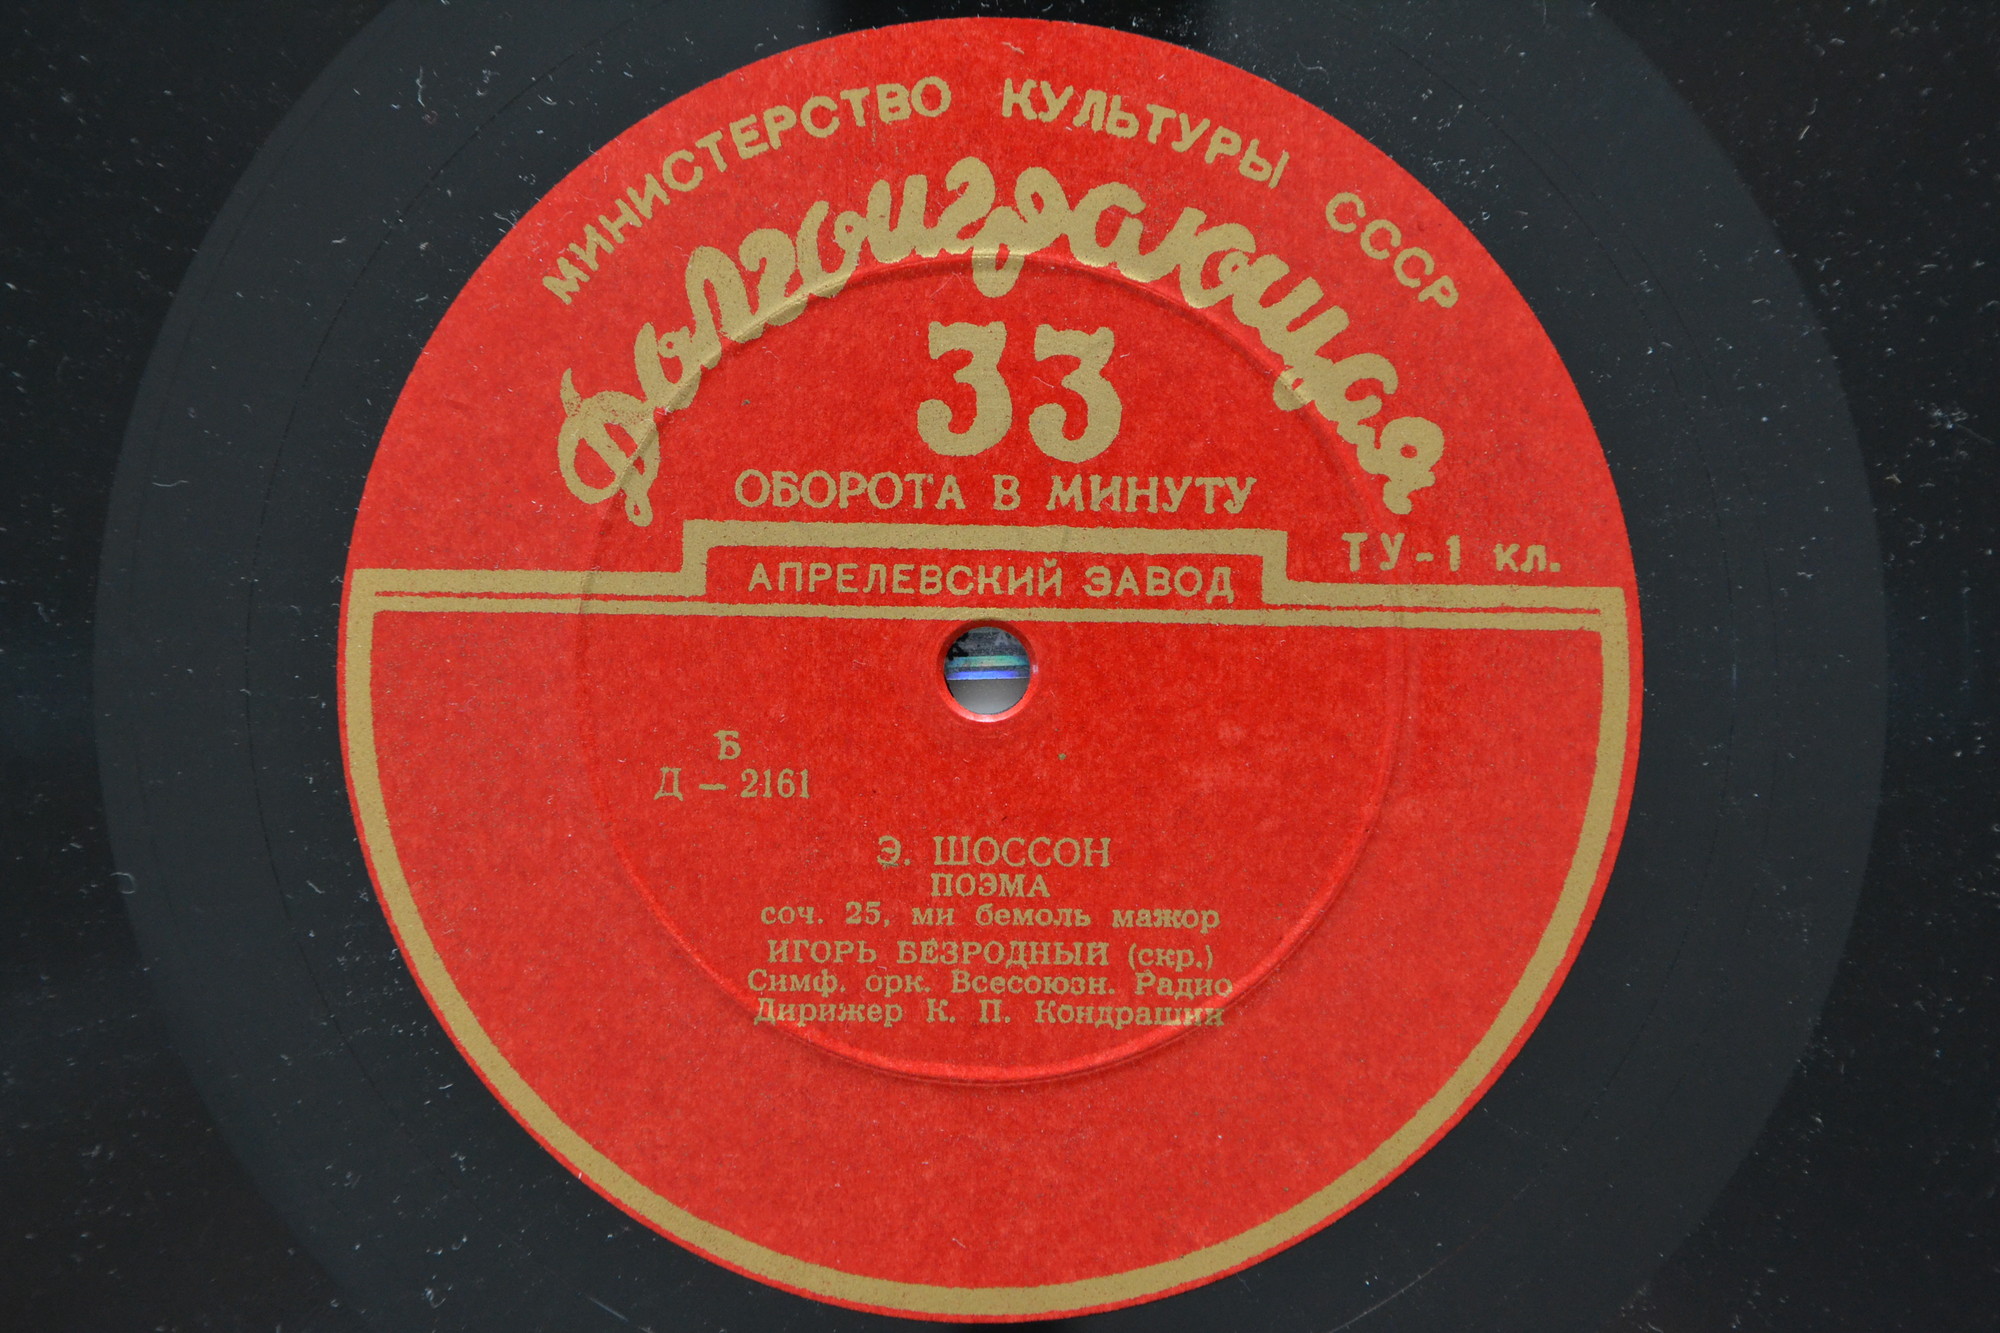 МИНИСТЕРСТВО КУЛЬТУРЫ СССР
Долгоиграющая
33
ОБОРОТА В МИНУТУ
ТУ-1 кл.
АПРЕЛЕВСКИЙ ЗАВОД
Б
Д — 2161
Э. ШОССОН
ПОЭМА
соч. 25, ми бемоль мажор
ИГОРЬ БЕЗРОДНЫЙ (скр.)
Симф. орк. Всесоюзн. Радио
Дирижер К. П. Кондрашин